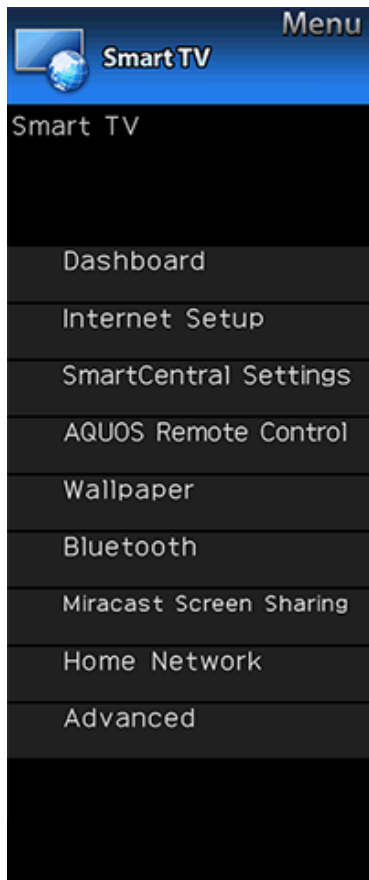 Menu
Smart TV
Smart TV
Dashboard
Internet Setup
SmartCentral Settings
AQUOS Remote Control
Wallpaper
Bluetooth
Miracast Screen Sharing
Home Network
Advanced